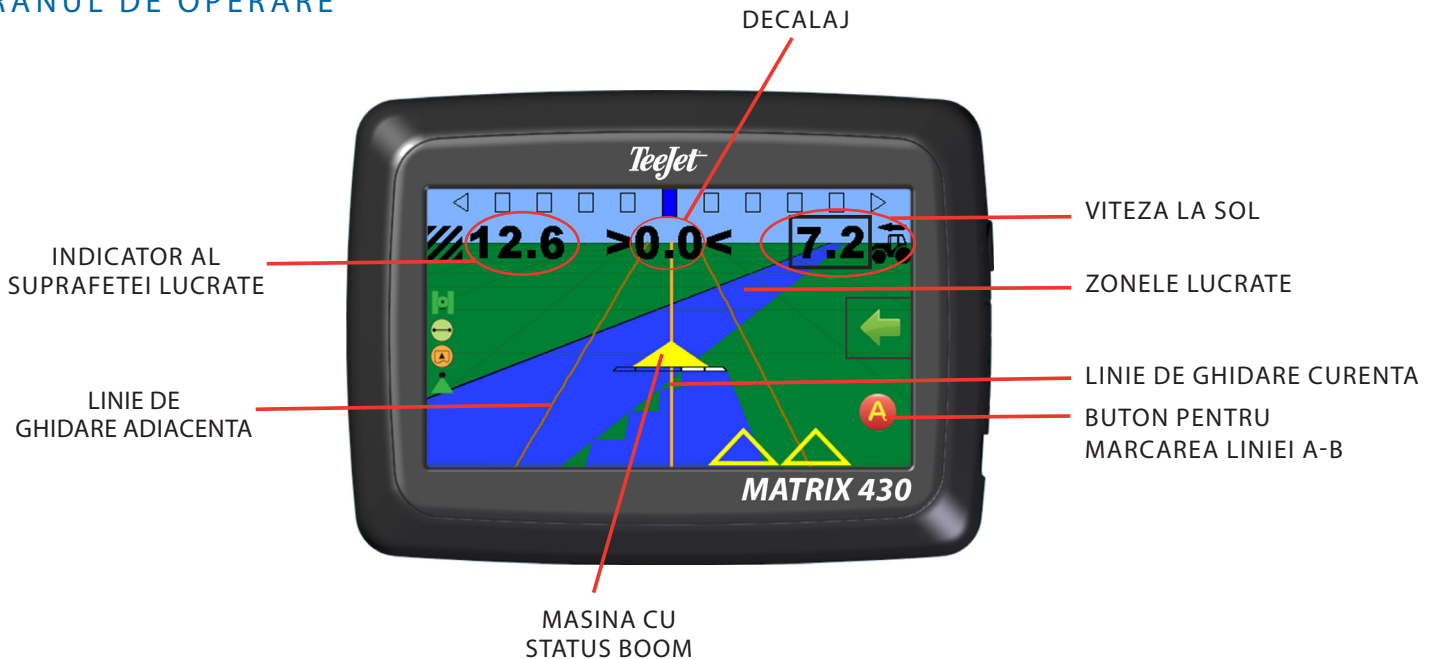 RANUL DE OPERARE
DECALAJ
TeeJet
12.6 >0.0< 7.2
VITEZA LA SOL
INDICATOR AL
SUPRAFETEI LUCRATE
ZONELE LUCRATE
LINIE DE
GHIDARE ADIACENTA
LINIE DE GHIDARE CURENTA
A
BUTON PENTRU
MARCAREA LINIEI A-B
MATRIX 430
MASINA CU
STATUS BOOM